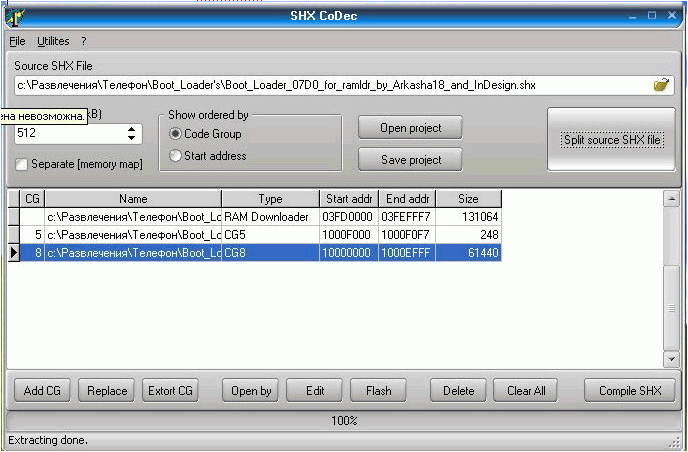 SHX CoDec
File Utilites ?
Source SHX File
c:\Развлечения\Телефон\Boot_Loader's\Boot_Loader_07D0_for_ramldr_by_Arkasha18_and_InDesign.shx
ена невозможна. kB)
512
Separate [memory map]
Show ordered by
Code Group
Start address
Open project
Save project
Split source SHX file
CG Name Type Start addr End addr Size
c:\Развлечения\Телефон\Boot_Lo RAM Downloader 03FD0000 03FEFFF7 131064
5 c:\Развлечения\Телефон\Boot_Lo CG5 1000F000 1000F0F7 248
8 c:\Развлечения\Телефон\Boot_Lo CG8 10000000 1000EFFF 61440
Add CG Replace Extort CG Open by Edit Flash Delete Clear All Compile SHX
100%
Extracting done.